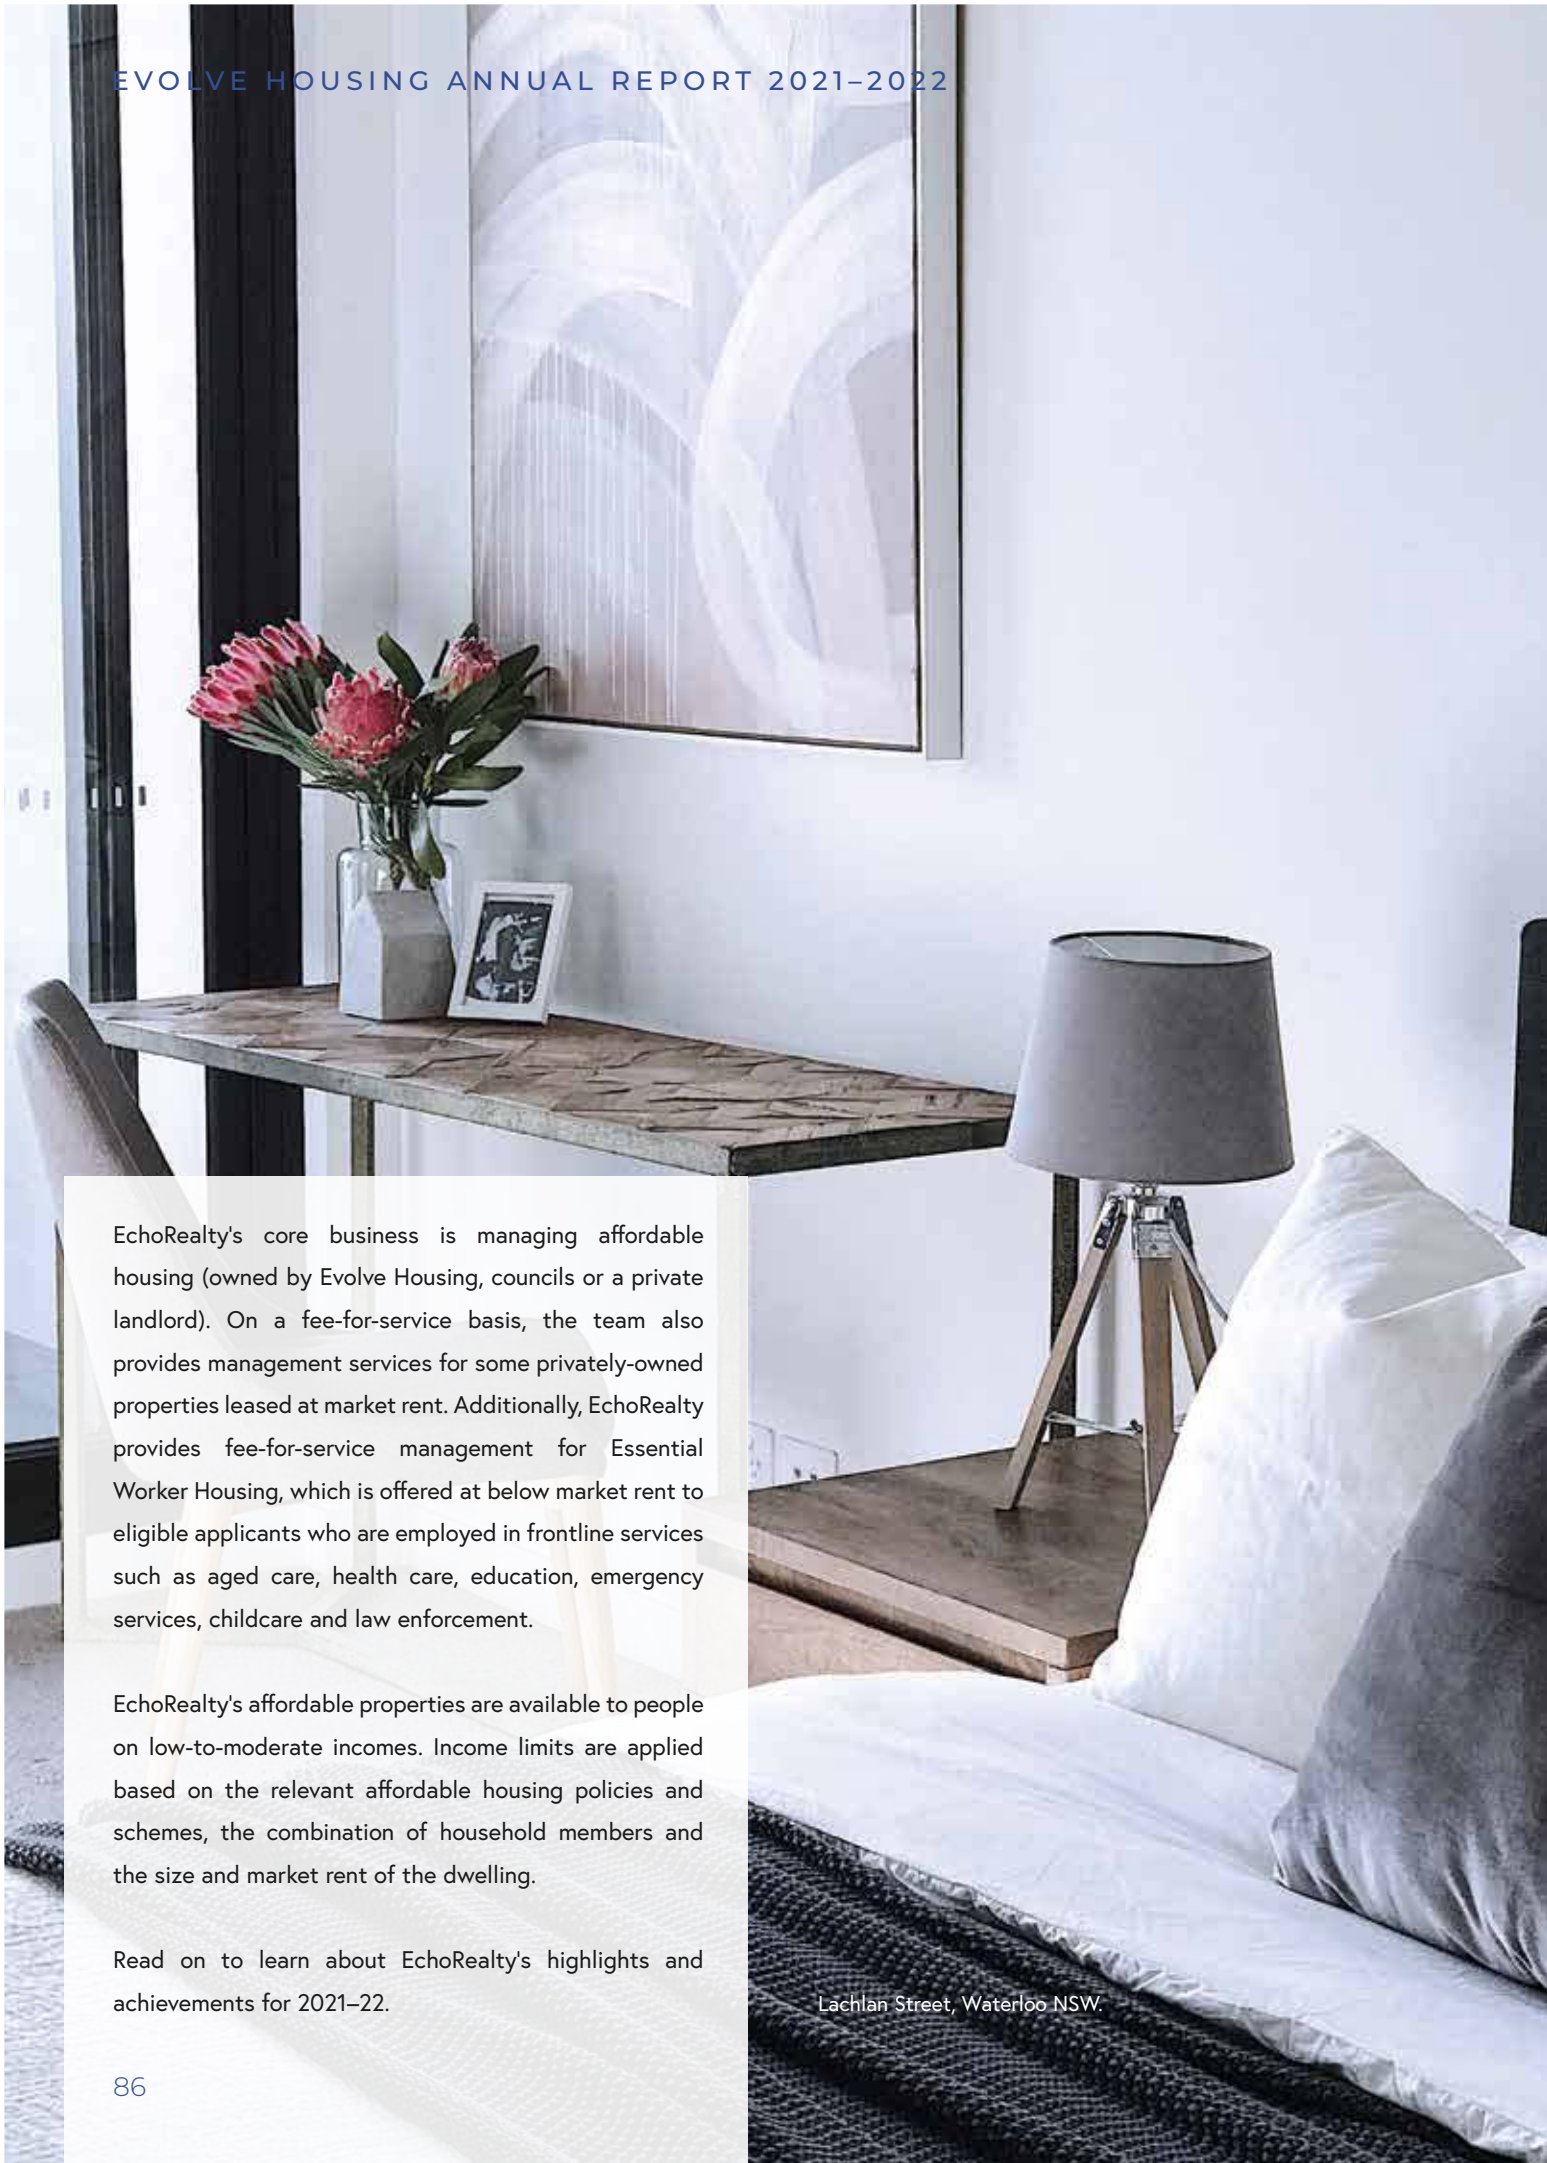 EVOLVE HOUSING ANNUAL REPORT 2021–2022
EchoRealty's core business is managing affordable
housing (owned by Evolve Housing, councils or a private
landlord). On a fee-for-service basis, the team also
provides management services for some privately-owned
properties leased at market rent. Additionally, EchoRealty
provides fee-for-service management for Essential
Worker Housing, which is offered at below market rent to
eligible applicants who are employed in frontline services
such as aged care, health care, education, emergency
services, childcare and law enforcement.
EchoRealty's affordable properties are available to people
on low-to-moderate incomes. Income limits are applied
based on the relevant affordable housing policies and
schemes, the combination of household members and
the size and market rent of the dwelling.
Read on to learn about EchoRealty's highlights and
achievements for 2021–22.
Lachlan Street, Waterloo NSW.
86